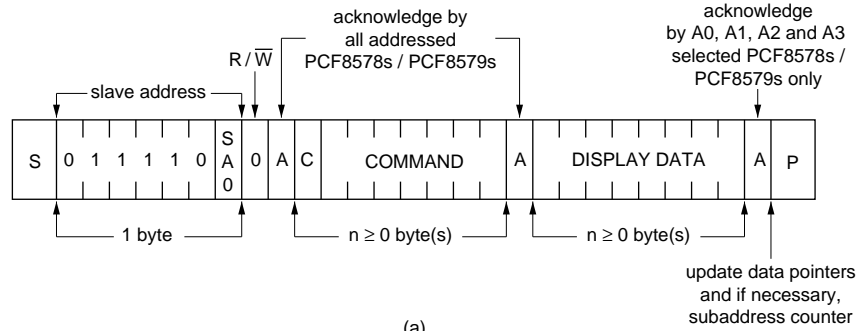 acknowledge by
all addressed
PCF8578s / PCF8579s
acknowledge
by A0, A1, A2 and A3
selected PCF8578s /
PCF8579s only
R / W
slave address
S 0 1 1 1 1 0 S A 0 0 A C COMMAND A DISPLAY DATA A P
1 byte
n ≥ 0 byte(s)
n ≥ 0 byte(s)
update data pointers
and if necessary,
subaddress counter
(a)